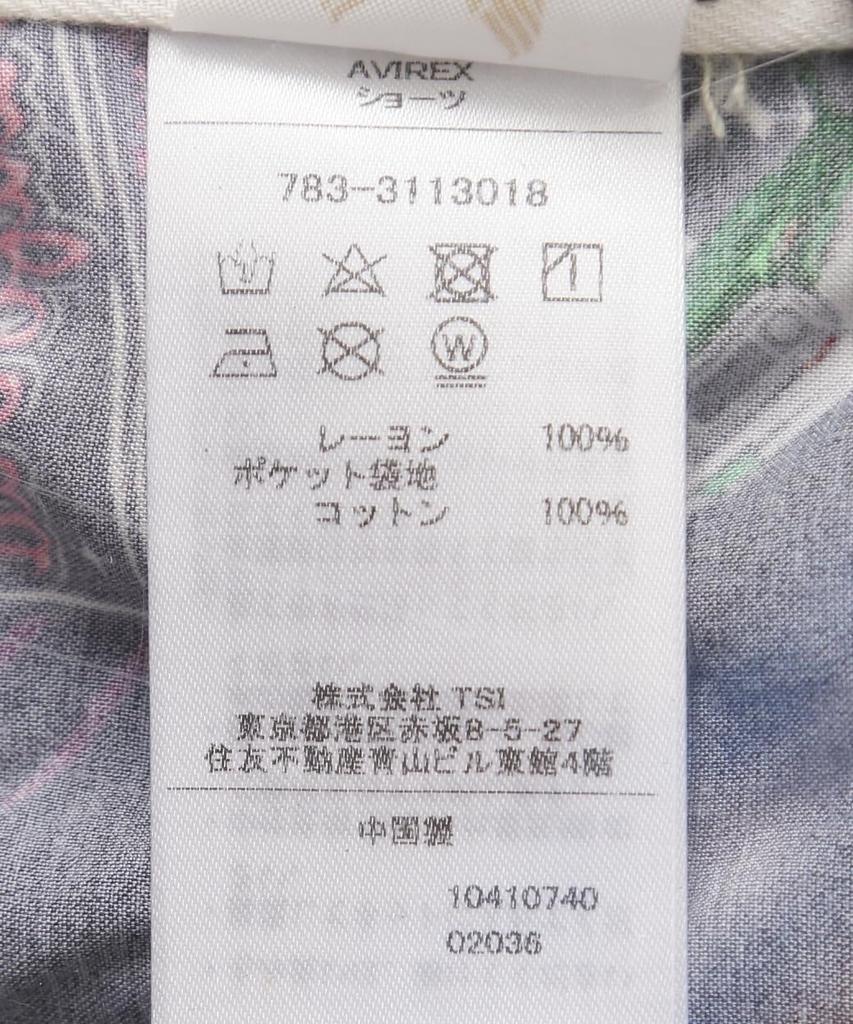 AVIREX
ショーツ
783-3113018
W
レーヨン 100%
ポケット袋地
コットン 100%
株式会社 TSI
東京都港区赤坂8-5-27
住友不動産青山ビル東館4階
中国製
10410740
02036